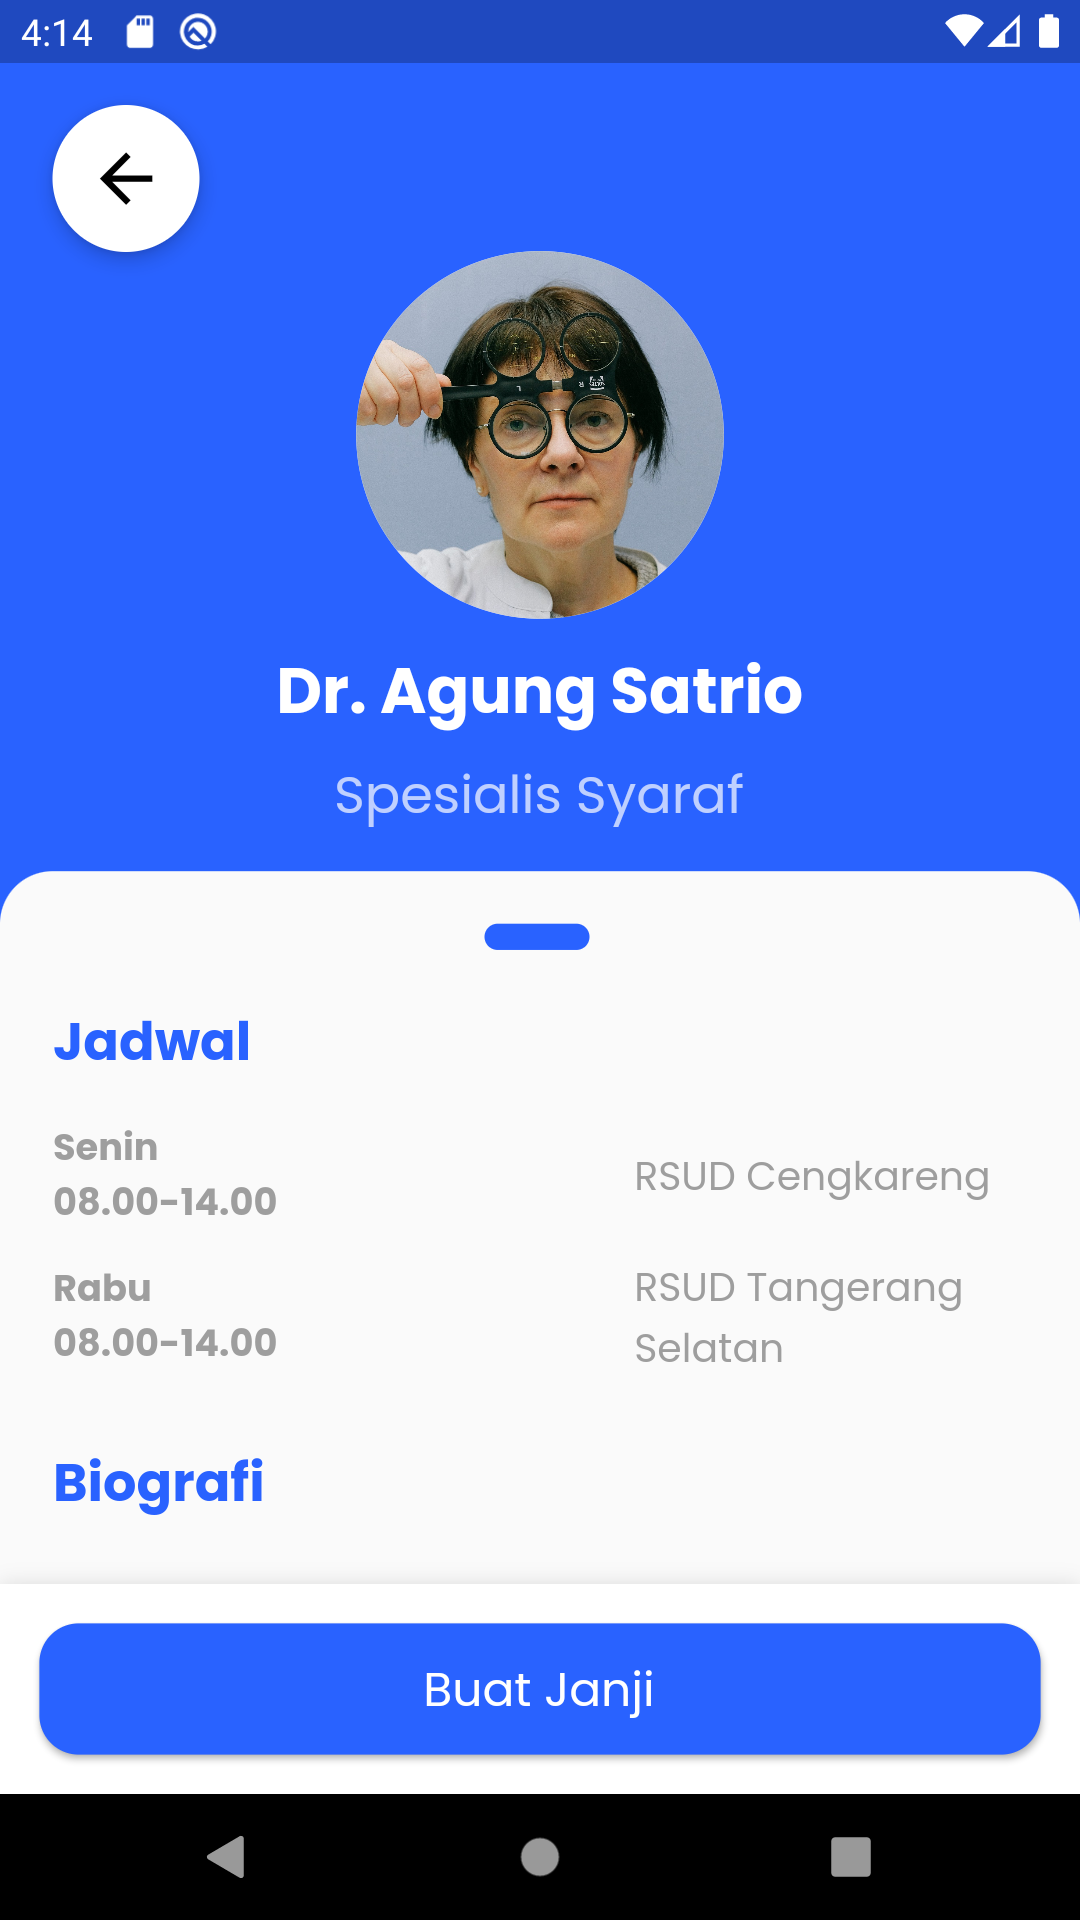 4:14
Dr. Agung Satrio
Spesialis Syaraf
Jadwal
Senin
08.00-14.00
RSUD Cengkareng
Rabu
08.00-14.00
RSUD Tangerang
Selatan
Biografi
Buat Janji